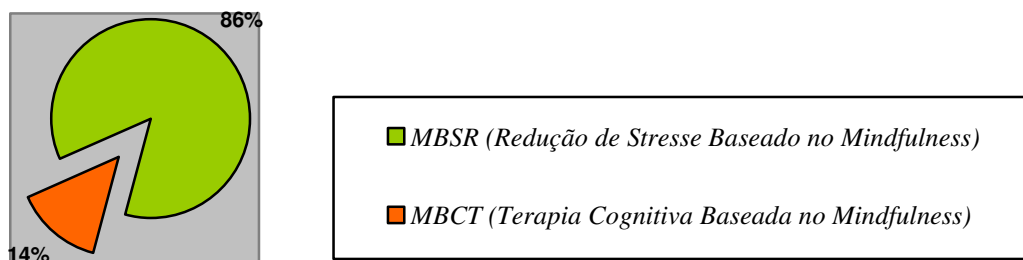 86%
MBSR (Redução de Stresse Baseado no Mindfulness)
MBCT (Terapia Cognitiva Baseada no Mindfulness)
14%